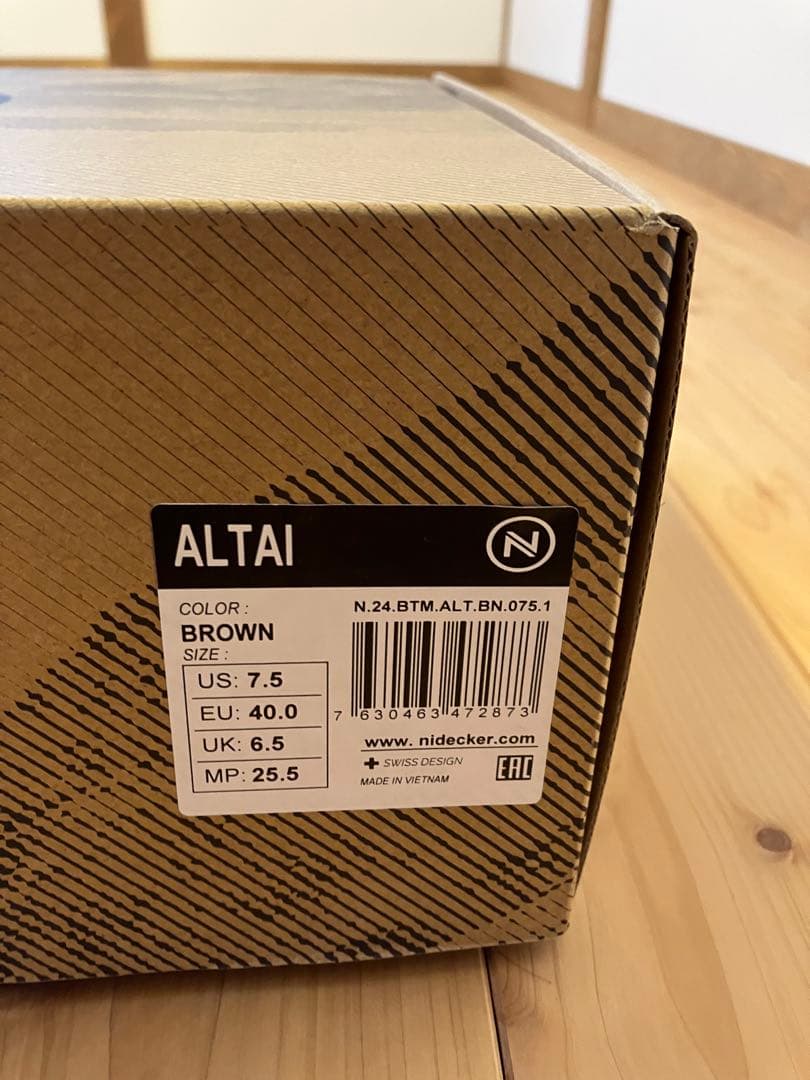 ALTAI
N
COLOR :
BROWN
N.24.BTM.ALT.BN.075.1
SIZE :
US: 7.5
EU: 40.0
UK: 6.5
MP: 25.5
7 630463 472873
www. nidecker.com
SWISS DESIGN
MADE IN VIETNAM
EAC